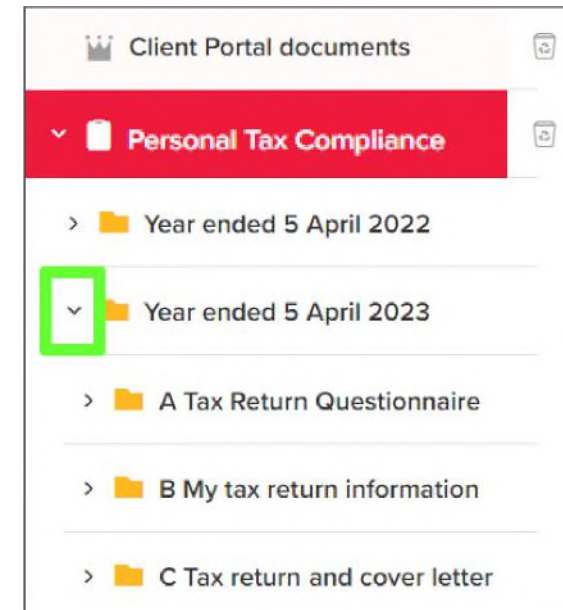 Client Portal documents
Personal Tax Compliance
Year ended 5 April 2022
Year ended 5 April 2023
A Tax Return Questionnaire
B My tax return information
C Tax return and cover letter